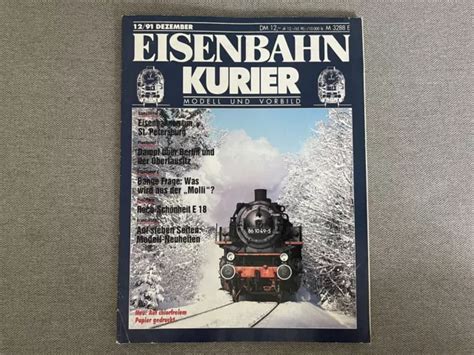 12/91 DEZEMBER
DM 12,-
M 3288 E
EISENBAHN
KURIER
MODELL UND VORBILD
Eisenbahnen um
St. Petersburg
Dampf über Berlin und
der Oberlausitz
Bange Frage: Was
wird aus der „Molli“?
Schönheit E 18
Auf sieben Seiten:
Modell-Neuheiten
86 1049-5
Neu: Auf chlorfreiem
Papier gedruckt.